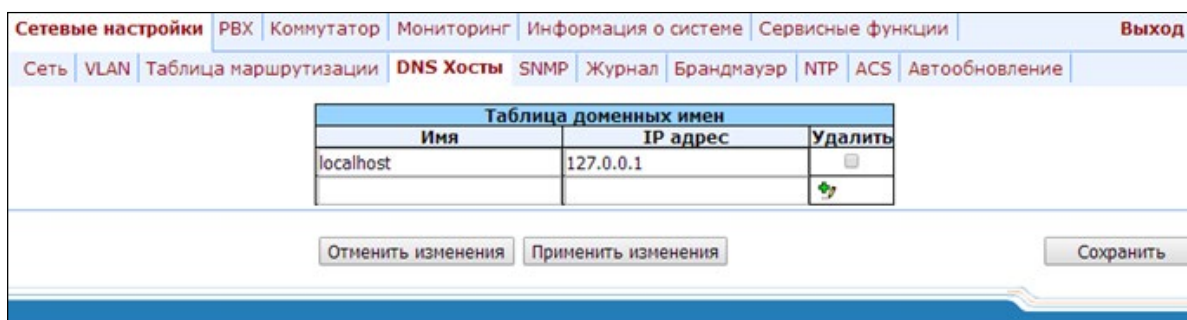 Сетевые настройки PBX Коммутатор Мониторинг Информация о системе Сервисные функции Выход
Сеть VLAN Таблица маршрутизации DNS Хосты SNMP Журнал Брандмауэр NTP ACS Автообновление
Таблица доменных имен
Имя IP адрес Удалить
localhost 127.0.0.1
Отменить изменения Применить изменения Сохранить